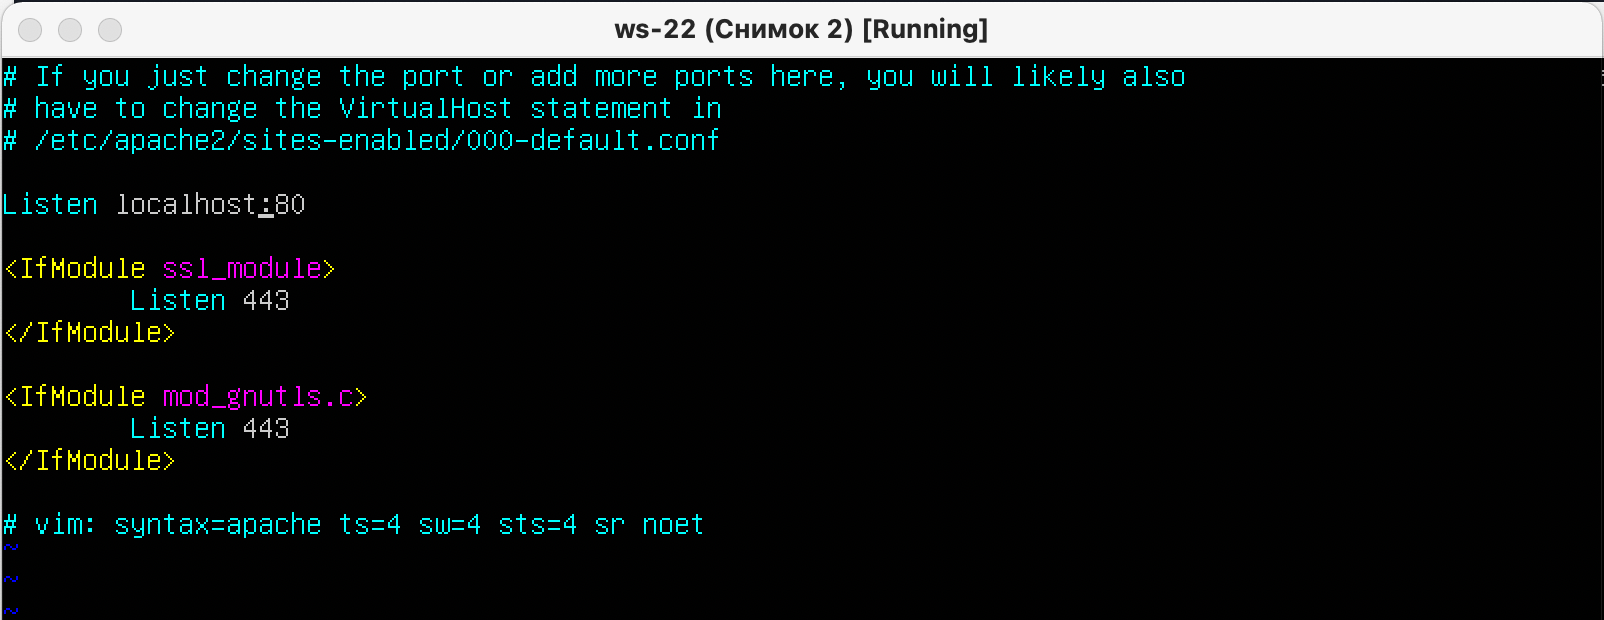 ws-22 (Снимок 2) [Running]
# If you just change the port or add more ports here, you will likely also
# have to change the VirtualHost statement in
# /etc/apache2/sites-enabled/000-default.conf
Listen localhost:80
<IfModule ssl_module>
        Listen 443
</IfModule>
<IfModule mod_gnutls.c>
        Listen 443
</IfModule>
# vim: syntax=apache ts=4 sw=4 sts=4 sr noet
~
~
~